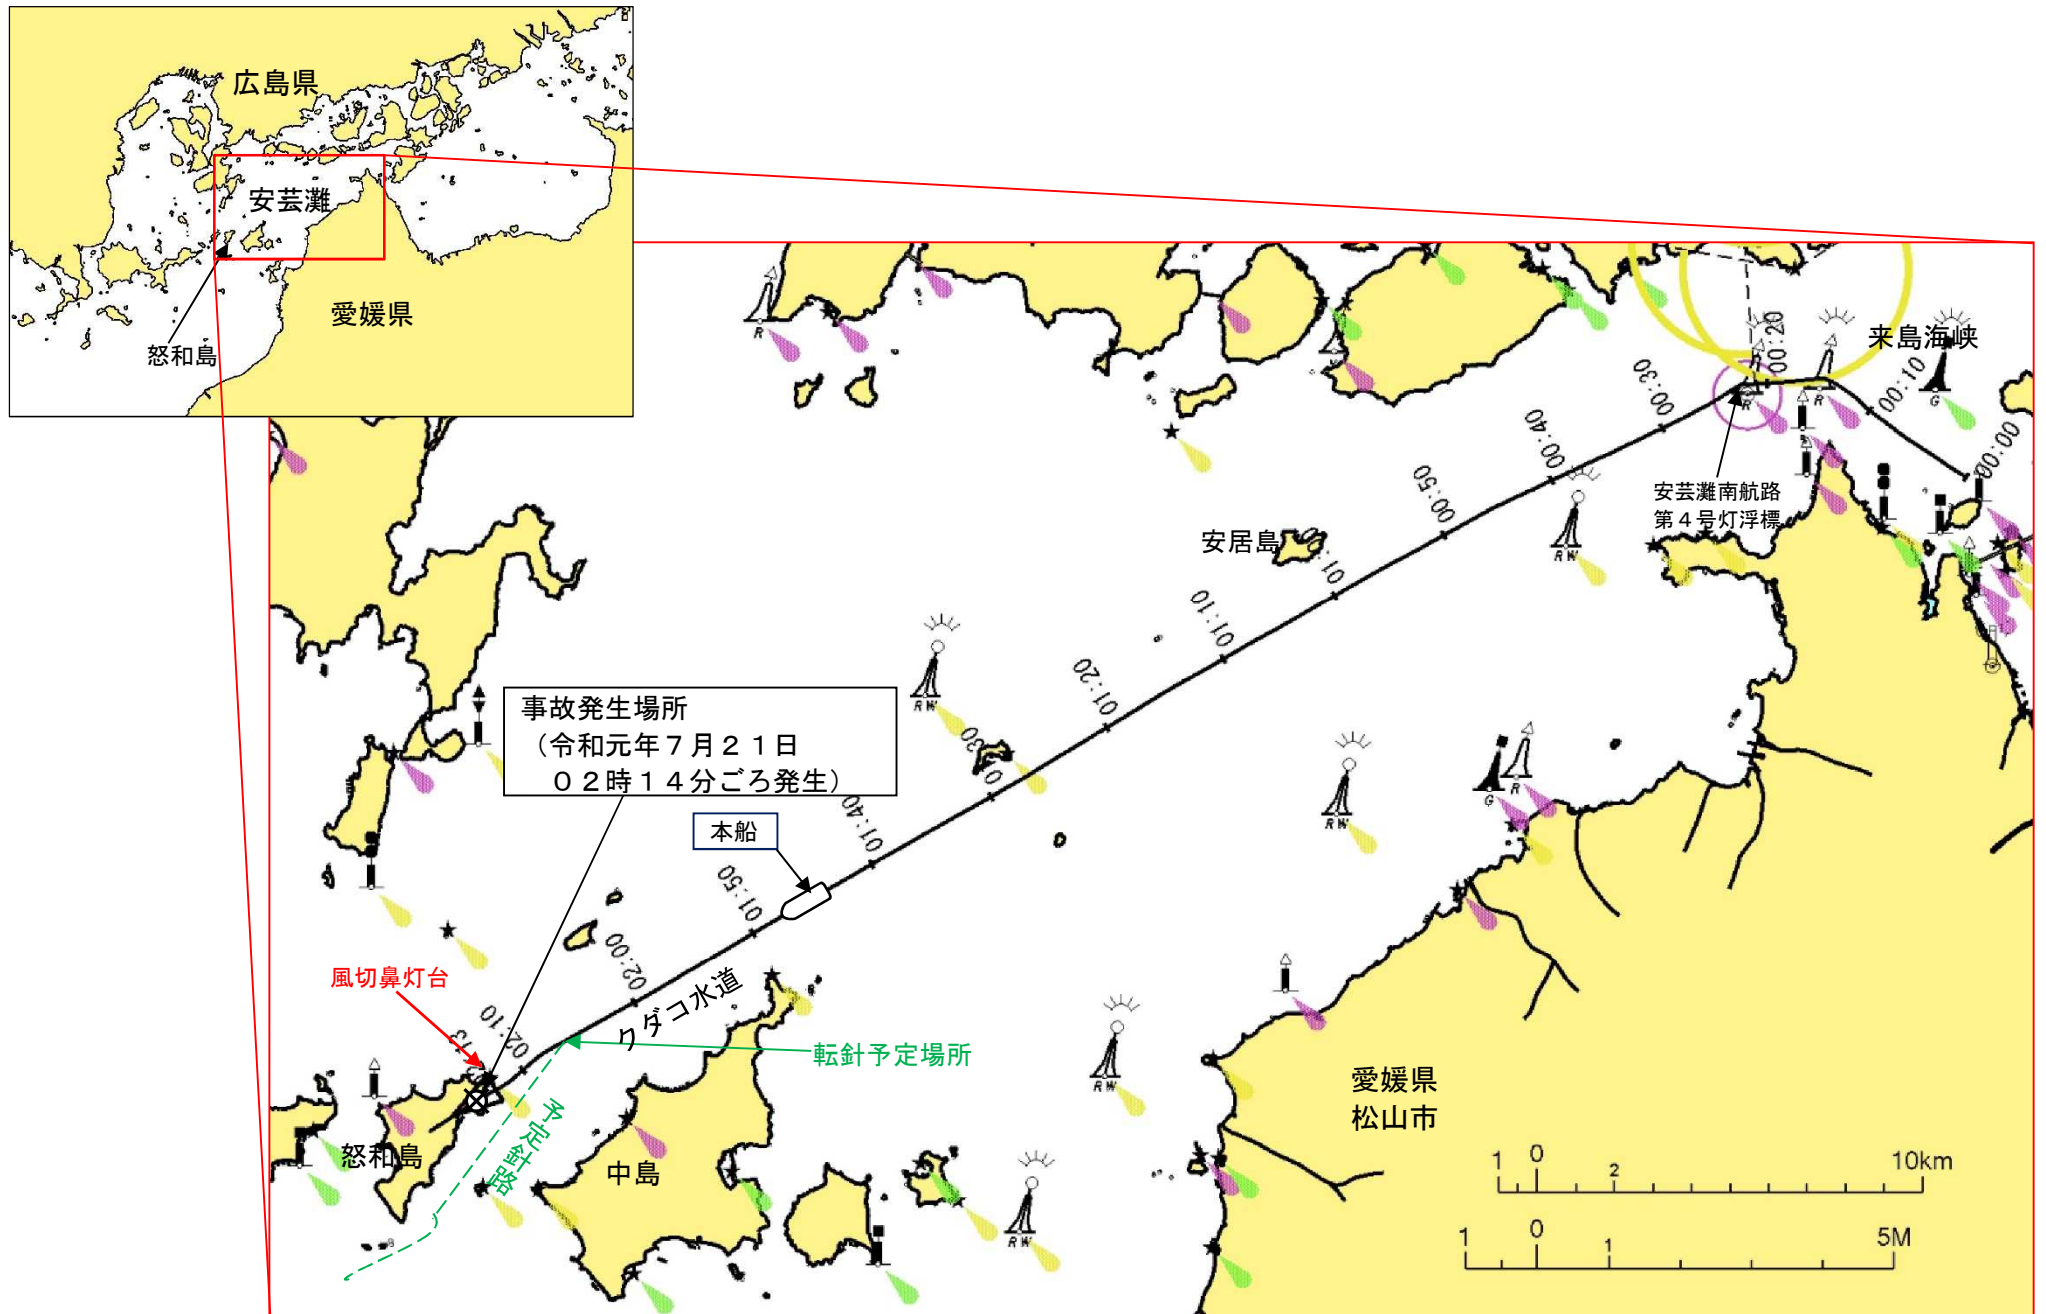 広島県
安芸灘
愛媛県
怒和島
来島海峡
00:00
00:10
00:20
00:30
00:40
00:50
01:10
01:20
01:40
01:50
02:00
02:10
安芸灘南航路
第4号灯浮標
安居島
事故発生場所
(令和元年7月21日
02時14分ごろ発生)
本船
風切鼻灯台
クダコ水道
転針予定場所
予定針路
怒和島
中島
愛媛県
松山市
R
R
R
G
RW
RW
RW
G
R
RW
RW
1 0 2 10km
1 0 1 5M